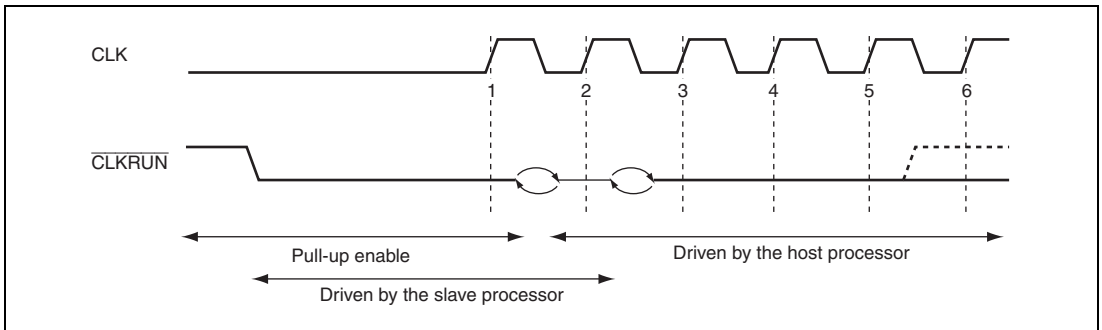 CLK
1 2 3 4 5 6
CLKRUN
Pull-up enable
Driven by the host processor
Driven by the slave processor